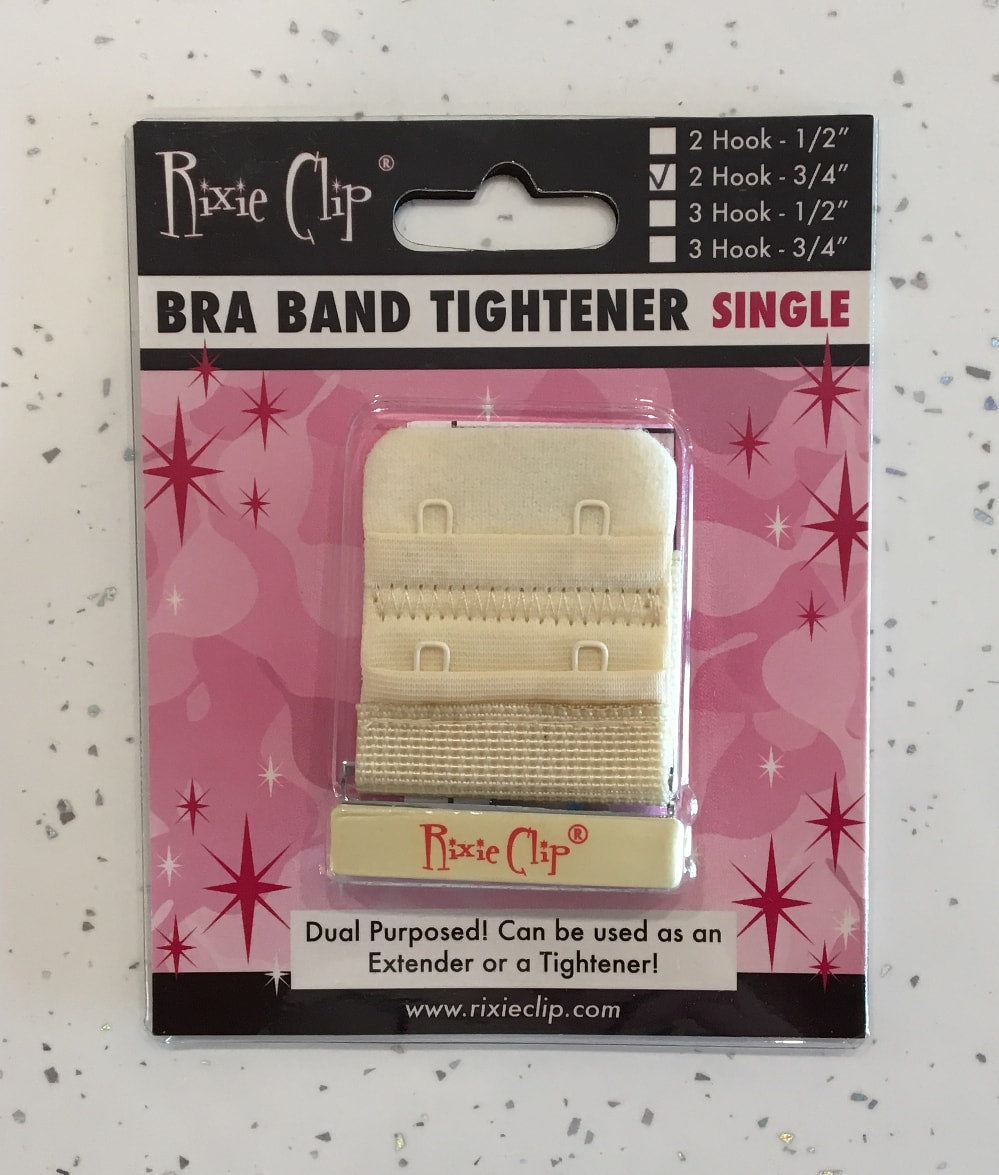 Rixie Clip®
2 Hook - 1/2”
2 Hook - 3/4”
3 Hook - 1/2”
3 Hook - 3/4”
BRA BAND TIGHTENER SINGLE
Rixie Clip®
Dual Purposed! Can be used as an
Extender or a Tightener!
www.rixieclip.com